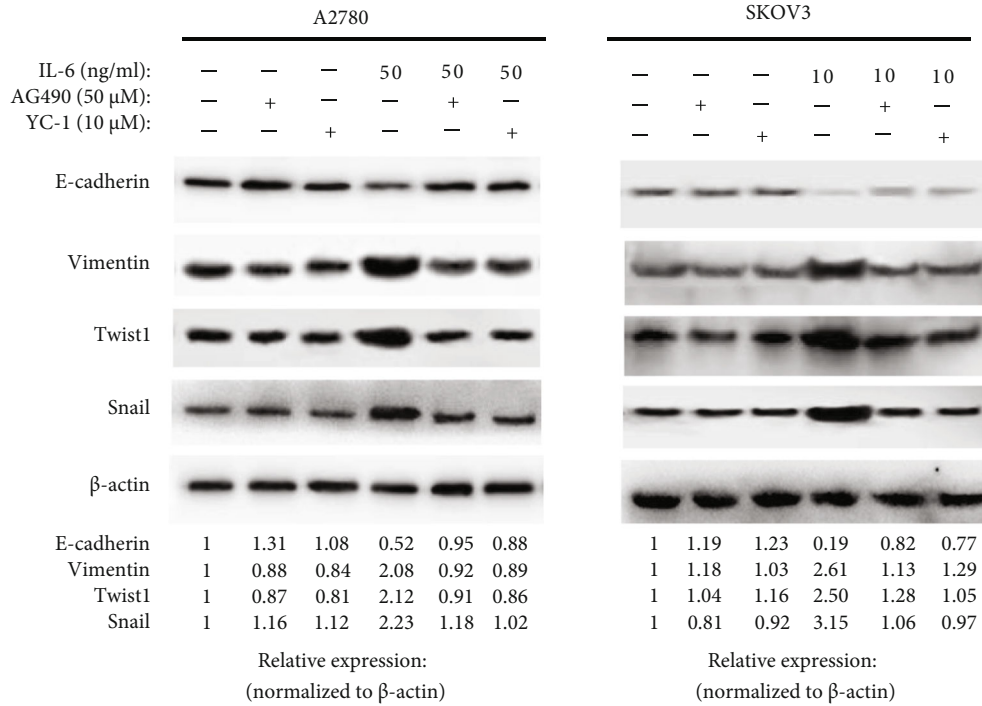 A2780 SKOV3
IL-6 (ng/ml): — — — 50 50 50 — — — 10 10 10
AG490 (50 μM): — + — — + — — + — — + —
YC-1 (10 μM): — — + — — + — — + — — +
E-cadherin
Vimentin
Twist1
Snail
β-actin
E-cadherin 1 1.31 1.08 0.52 0.95 0.88 1 1.19 1.23 0.19 0.82 0.77
Vimentin 1 0.88 0.84 2.08 0.92 0.89 1 1.18 1.03 2.61 1.13 1.29
Twist1 1 0.87 0.81 2.12 0.91 0.86 1 1.04 1.16 2.50 1.28 1.05
Snail 1 1.16 1.12 2.23 1.18 1.02 1 0.81 0.92 3.15 1.06 0.97
Relative expression: Relative expression:
(normalized to β-actin) (normalized to β-actin)